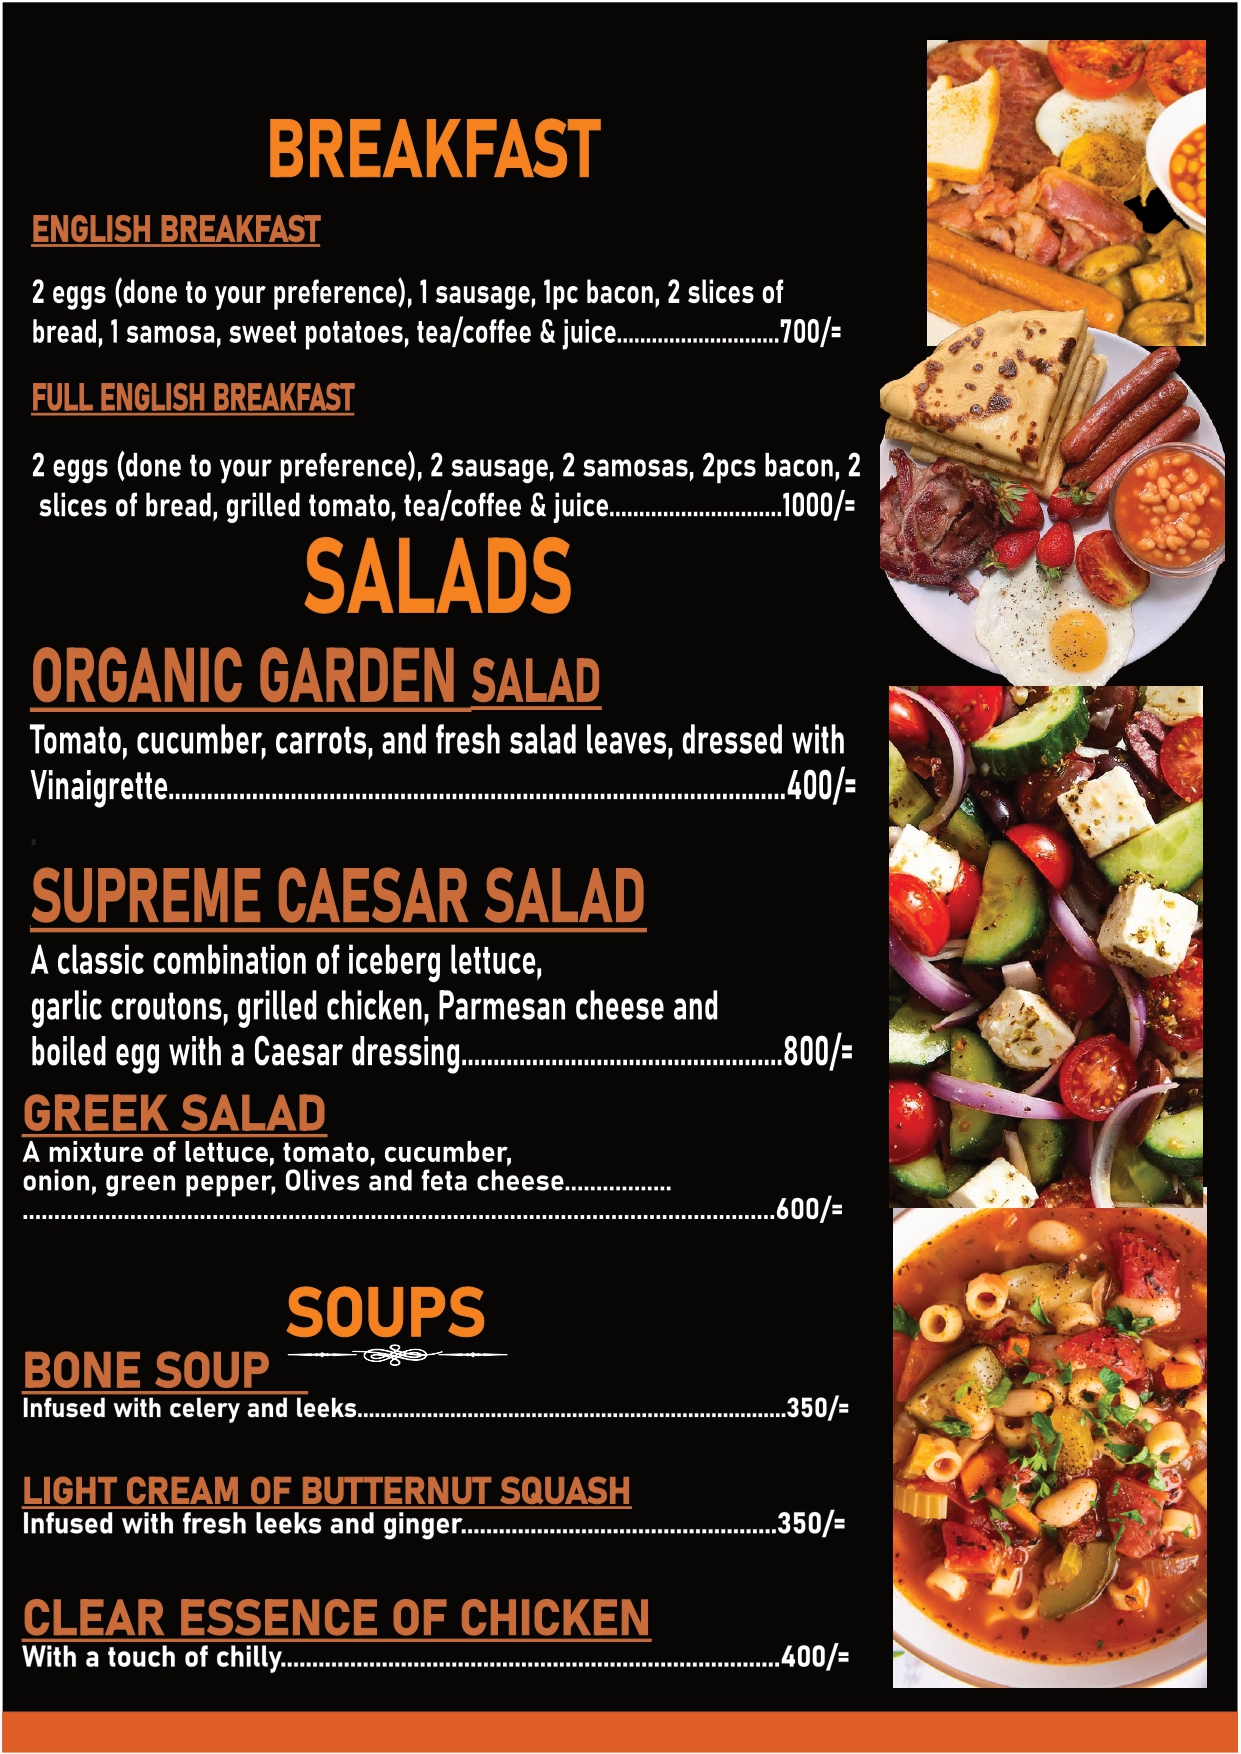 BREAKFAST
ENGLISH BREAKFAST
2 eggs (done to your preference), 1 sausage, 1pc bacon, 2 slices of
bread, 1 samosa, sweet potatoes, tea/coffee & juice............................700/=
FULL ENGLISH BREAKFAST
2 eggs (done to your preference), 2 sausage, 2 samosas, 2pcs bacon, 2
slices of bread, grilled tomato, tea/coffee & juice.............................1000/=
SALADS
ORGANIC GARDEN SALAD
Tomato, cucumber, carrots, and fresh salad leaves, dressed with
Vinaigrette................................................................................................400/=
.
SUPREME CAESAR SALAD
A classic combination of iceberg lettuce,
garlic croutons, grilled chicken, Parmesan cheese and
boiled egg with a Caesar dressing..................................................800/=
GREEK SALAD
A mixture of lettuce, tomato, cucumber,
onion, green pepper, Olives and feta cheese.................
........................................................................................................................600/=
SOUPS
BONE SOUP
Infused with celery and leeks..........................................................................350/=
LIGHT CREAM OF BUTTERNUT SQUASH
Infused with fresh leeks and ginger..................................................350/=
CLEAR ESSENCE OF CHICKEN
With a touch of chilly...............................................................................400/=